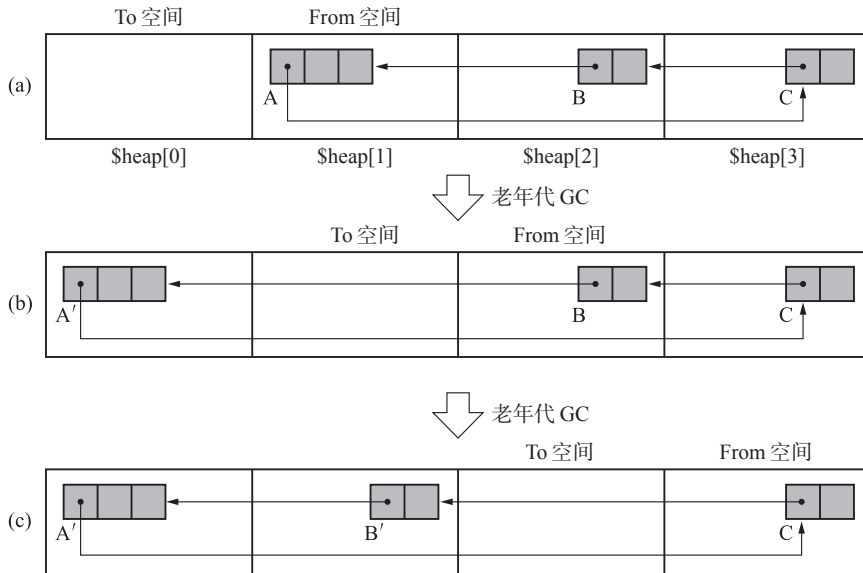 To 空间 From 空间
(a)
A B C
$heap[0] $heap[1] $heap[2] $heap[3]
老年代 GC
To 空间 From 空间
(b)
A′ B C
老年代 GC
To 空间 From 空间
(c)
A′ B′ C